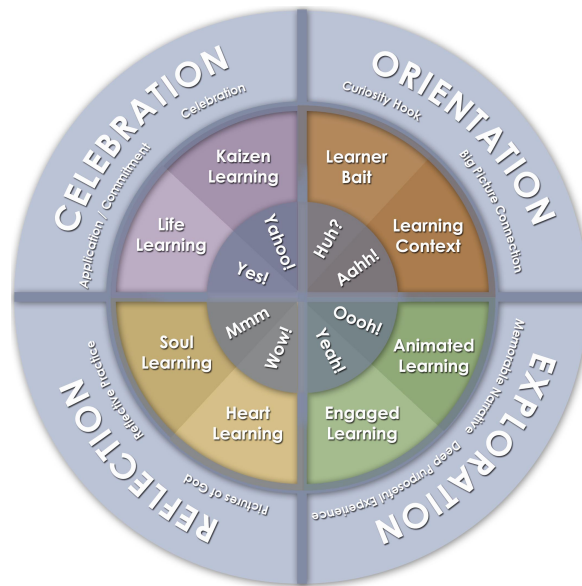 CELEBRATION
Application / Commitment
Celebration
ORIENTATION
Curiosity Hook
Big Picture Connection
EXPLORATION
Memorable Narrative
Deep Purposeful Experience
REFLECTION
Pictures of God
Reflective Practice
Kaizen
Learning
Life
Learning
Learner
Bait
Learning
Context
Animated
Learning
Engaged
Learning
Heart
Learning
Soul
Learning
Yahoo!
Yes!
Huh?
Aahh!
Oooh!
Yeah!
Wow!
Mmm